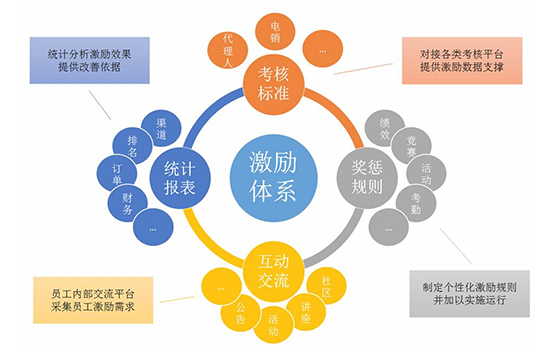 统计分析激励效果
提供改善依据
代理人
电销
...
考核
标准
对接各类考核平台
提供激励数据支撑
渠道
排名
订单
财务
...
统计
报表
激励
体系
奖惩
规则
绩效
竞赛
活动
考勤
...
互动
交流
...
公告
活动
讲座
社区
员工内部交流平台
采集员工激励需求
制定个性化激励规则
并加以实施运行